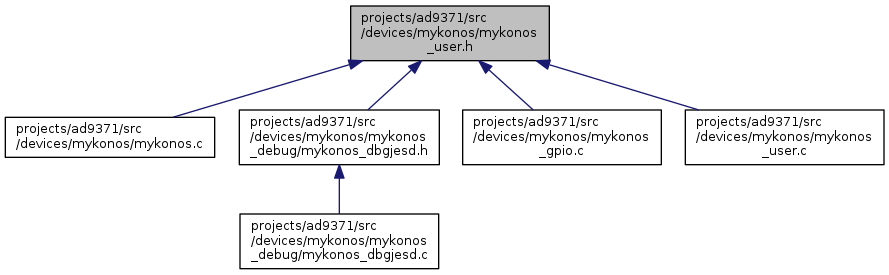 projects/ad9371/src
/devices/mykonos/mykonos
_user.h
projects/ad9371/src
/devices/mykonos/mykonos.c
projects/ad9371/src
/devices/mykonos/mykonos
_debug/mykonos_dbgjesd.h
projects/ad9371/src
/devices/mykonos/mykonos
_gpio.c
projects/ad9371/src
/devices/mykonos/mykonos
_user.c
projects/ad9371/src
/devices/mykonos/mykonos
_debug/mykonos_dbgjesd.c